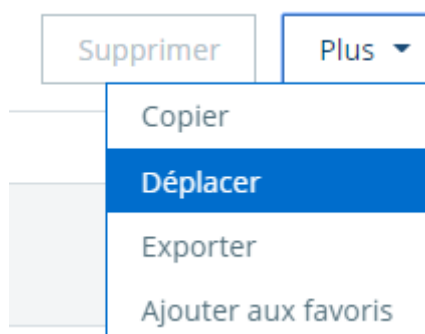 Supprimer
Plus
Copier
Déplacer
Exporter
Ajouter aux favoris